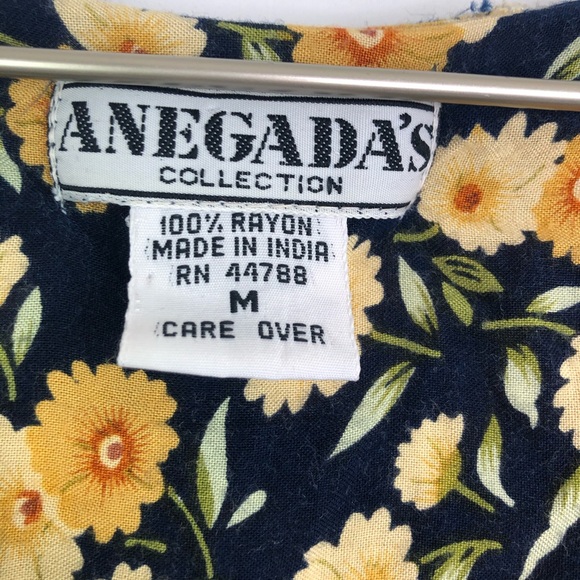 ANEGADA'S
COLLECTION
100% RAYON
MADE IN INDIA
RN 44788
M
CARE OVER